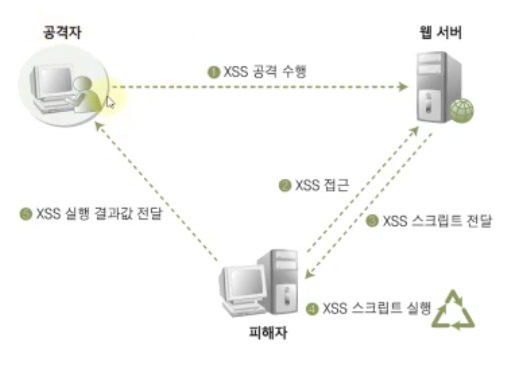 공격자
웹 서버
❶ XSS 공격 수행
❷ XSS 접근
❸ XSS 스크립트 전달
❺ XSS 실행 결과값 전달
❹ XSS 스크립트 실행
피해자